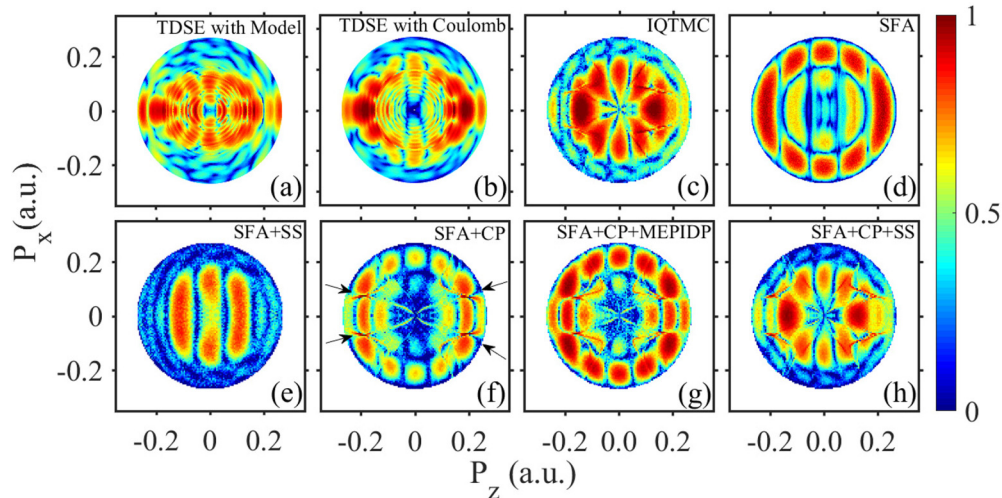 TDSE with Model
TDSE with Coulomb
IQTMC
SFA
1
0.2
0
-0.2
(a)
(b)
(c)
(d)
0.5
P_x (a.u.)
SFA+SS
SFA+CP
SFA+CP+MEPIDP
SFA+CP+SS
0.2
0
-0.2
(e)
(f)
(g)
(h)
0
-0.2 0 0.2
-0.2 0 0.2
-0.2 0 0.2
-0.2 0 0.2
P_z (a.u.)